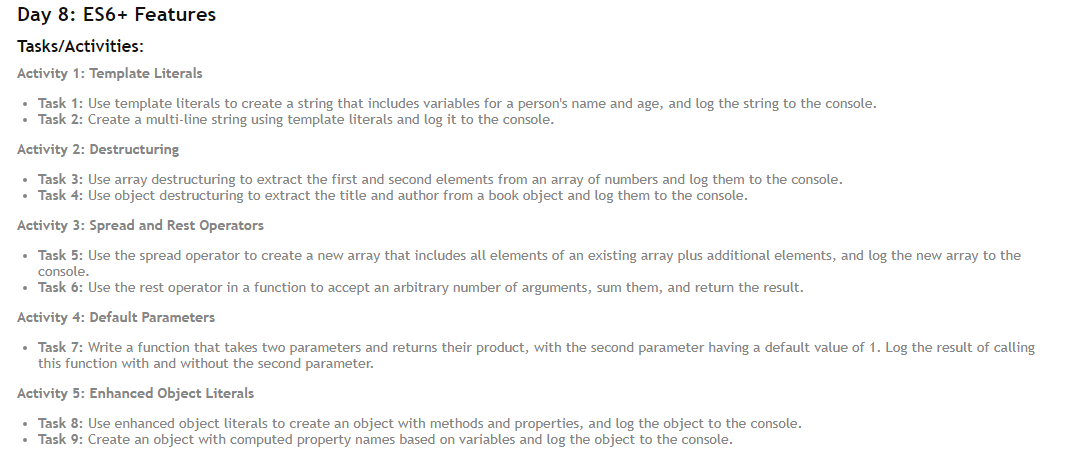 Day 8: ES6+ Features
Tasks/Activities:
Activity 1: Template Literals
• Task 1: Use template literals to create a string that includes variables for a person's name and age, and log the string to the console.
• Task 2: Create a multi-line string using template literals and log it to the console.
Activity 2: Destructuring
• Task 3: Use array destructuring to extract the first and second elements from an array of numbers and log them to the console.
• Task 4: Use object destructuring to extract the title and author from a book object and log them to the console.
Activity 3: Spread and Rest Operators
• Task 5: Use the spread operator to create a new array that includes all elements of an existing array plus additional elements, and log the new array to the
console.
• Task 6: Use the rest operator in a function to accept an arbitrary number of arguments, sum them, and return the result.
Activity 4: Default Parameters
• Task 7: Write a function that takes two parameters and returns their product, with the second parameter having a default value of 1. Log the result of calling
this function with and without the second parameter.
Activity 5: Enhanced Object Literals
• Task 8: Use enhanced object literals to create an object with methods and properties, and log the object to the console.
• Task 9: Create an object with computed property names based on variables and log the object to the console.